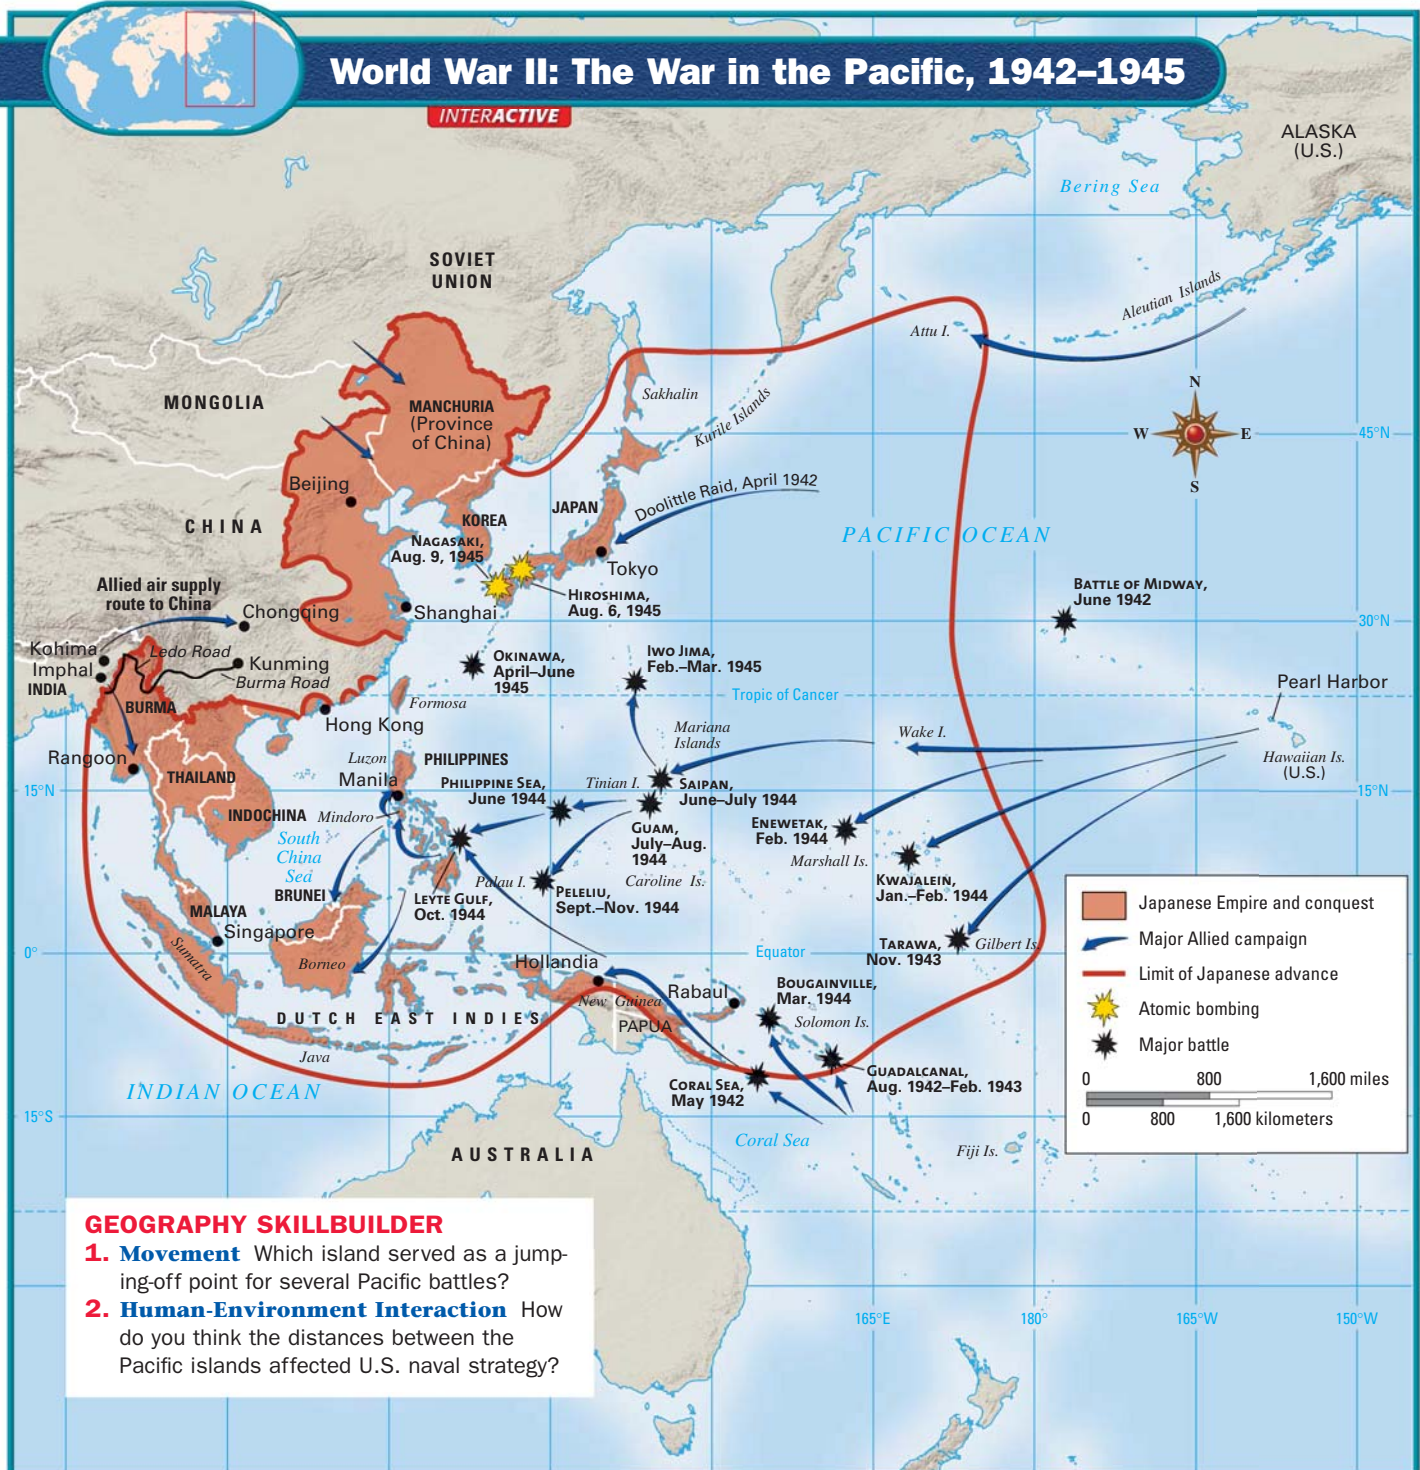 World War II: The War in the Pacific, 1942–1945
INTERACTIVE
ALASKA
(U.S.)
Bering Sea
SOVIET
UNION
Aleutian Islands
Attu I.
MONGOLIA
MANCHURIA
(Province
of China)
Sakhalin
Kurile Islands
N
W
E
S
45°N
Beijing
CHINA
KOREA
JAPAN
Doolittle Raid, April 1942
PACIFIC OCEAN
NAGASAKI,
Aug. 9, 1945
Tokyo
HIROSHIMA,
Aug. 6, 1945
BATTLE OF MIDWAY,
June 1942
Allied air supply
route to China
Chongqing
Shanghai
30°N
Kohima
Imphal
INDIA
Ledo Road
Kunming
Burma Road
OKINAWA,
April–June
1945
IWO JIMA,
Feb.–Mar. 1945
Tropic of Cancer
Pearl Harbor
BURMA
Formosa
Hong Kong
Mariana
Islands
Wake I.
Hawaiian Is.
(U.S.)
Rangoon
THAILAND
Luzon
Manila
PHILIPPINES
PHILIPPINE SEA,
June 1944
Tinian I.
SAIPAN,
June–July 1944
15°N
15°N
INDOCHINA
Mindoro
GUAM,
July–Aug.
1944
ENEWETAK,
Feb. 1944
Marshall Is.
South
China
Sea
BRUNEI
LEYTE GULF,
Oct. 1944
Palau I.
PELELIU,
Sept.–Nov. 1944
Caroline Is.
KWAJALEIN,
Jan.–Feb. 1944
MALAYA
Singapore
Sumatra
Borneo
0°
Equator
TARAWA,
Nov. 1943
Gilbert Is.
Hollandia
New Guinea
PAPUA
Rabaul
BOUGAINVILLE,
Mar. 1944
Solomon Is.
DUTCH EAST INDIES
Java
INDIAN OCEAN
CORAL SEA,
May 1942
GUADALCANAL,
Aug. 1942–Feb. 1943
15°S
Coral Sea
Fiji Is.
AUSTRALIA
Japanese Empire and conquest
Major Allied campaign
Limit of Japanese advance
Atomic bombing
Major battle
0 800 1,600 miles
0 800 1,600 kilometers
165°E
180°
165°W
150°W
GEOGRAPHY SKILLBUILDER
1. Movement Which island served as a jump-
ing-off point for several Pacific battles?
2. Human-Environment Interaction How
do you think the distances between the
Pacific islands affected U.S. naval strategy?